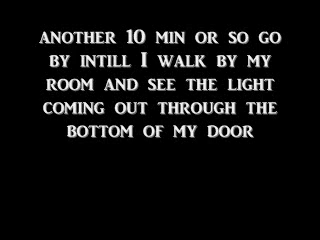 another 10 min or so go
by intill I walk by my
room and see the light
coming out through the
bottom of my door